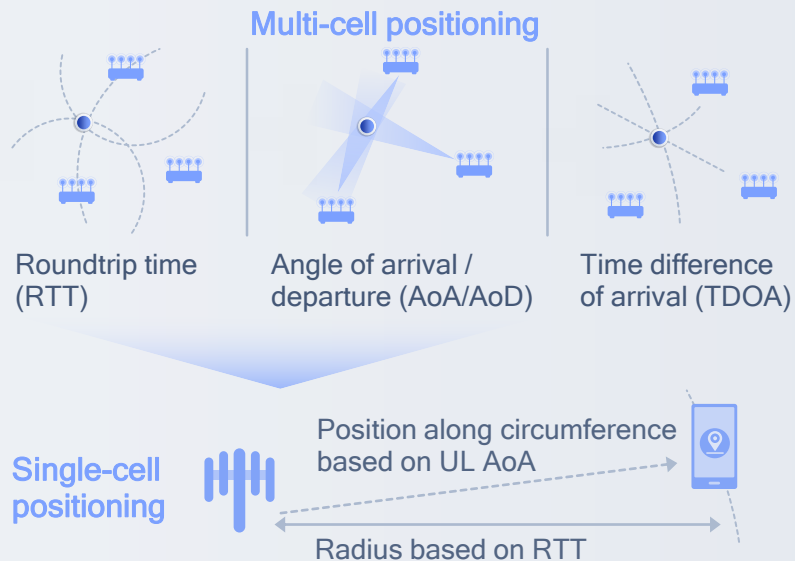 Multi-cell positioning
Roundtrip time
(RTT)
Angle of arrival /
departure (AoA/AoD)
Time difference
of arrival (TDOA)
Single-cell
positioning
Position along circumference
based on UL AoA
Radius based on RTT